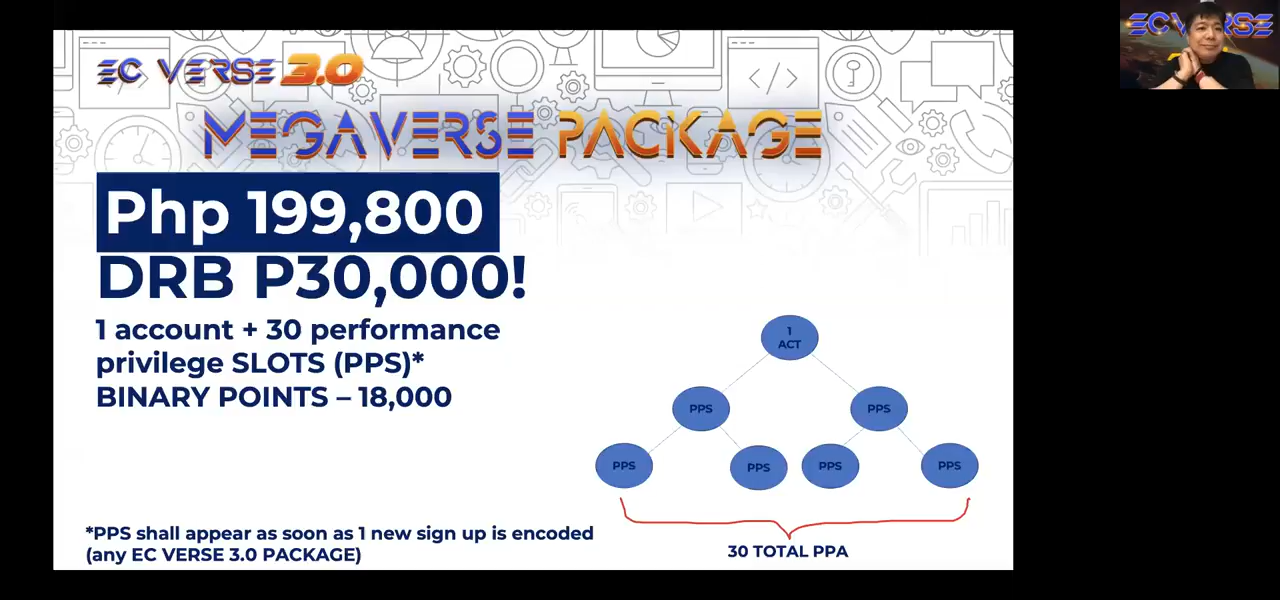 EC VERSE 3.0
MEGAVERSE PACKAGE
Php 199,800
DRB P30,000!
1 account + 30 performance
privilege SLOTS (PPS)*
BINARY POINTS – 18,000
1
ACT
PPS
PPS
PPS
PPS
PPS
PPS
30 TOTAL PPA
*PPS shall appear as soon as 1 new sign up is encoded
(any EC VERSE 3.0 PACKAGE)